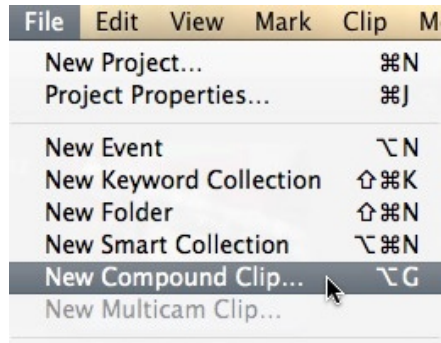 File Edit View Mark Clip M
New Project... ⌘N
Project Properties... ⌘J
New Event ⌥N
New Keyword Collection ⇧⌘K
New Folder ⇧⌘N
New Smart Collection ⌥⌘N
New Compound Clip... ⌥G
New Multicam Clip...